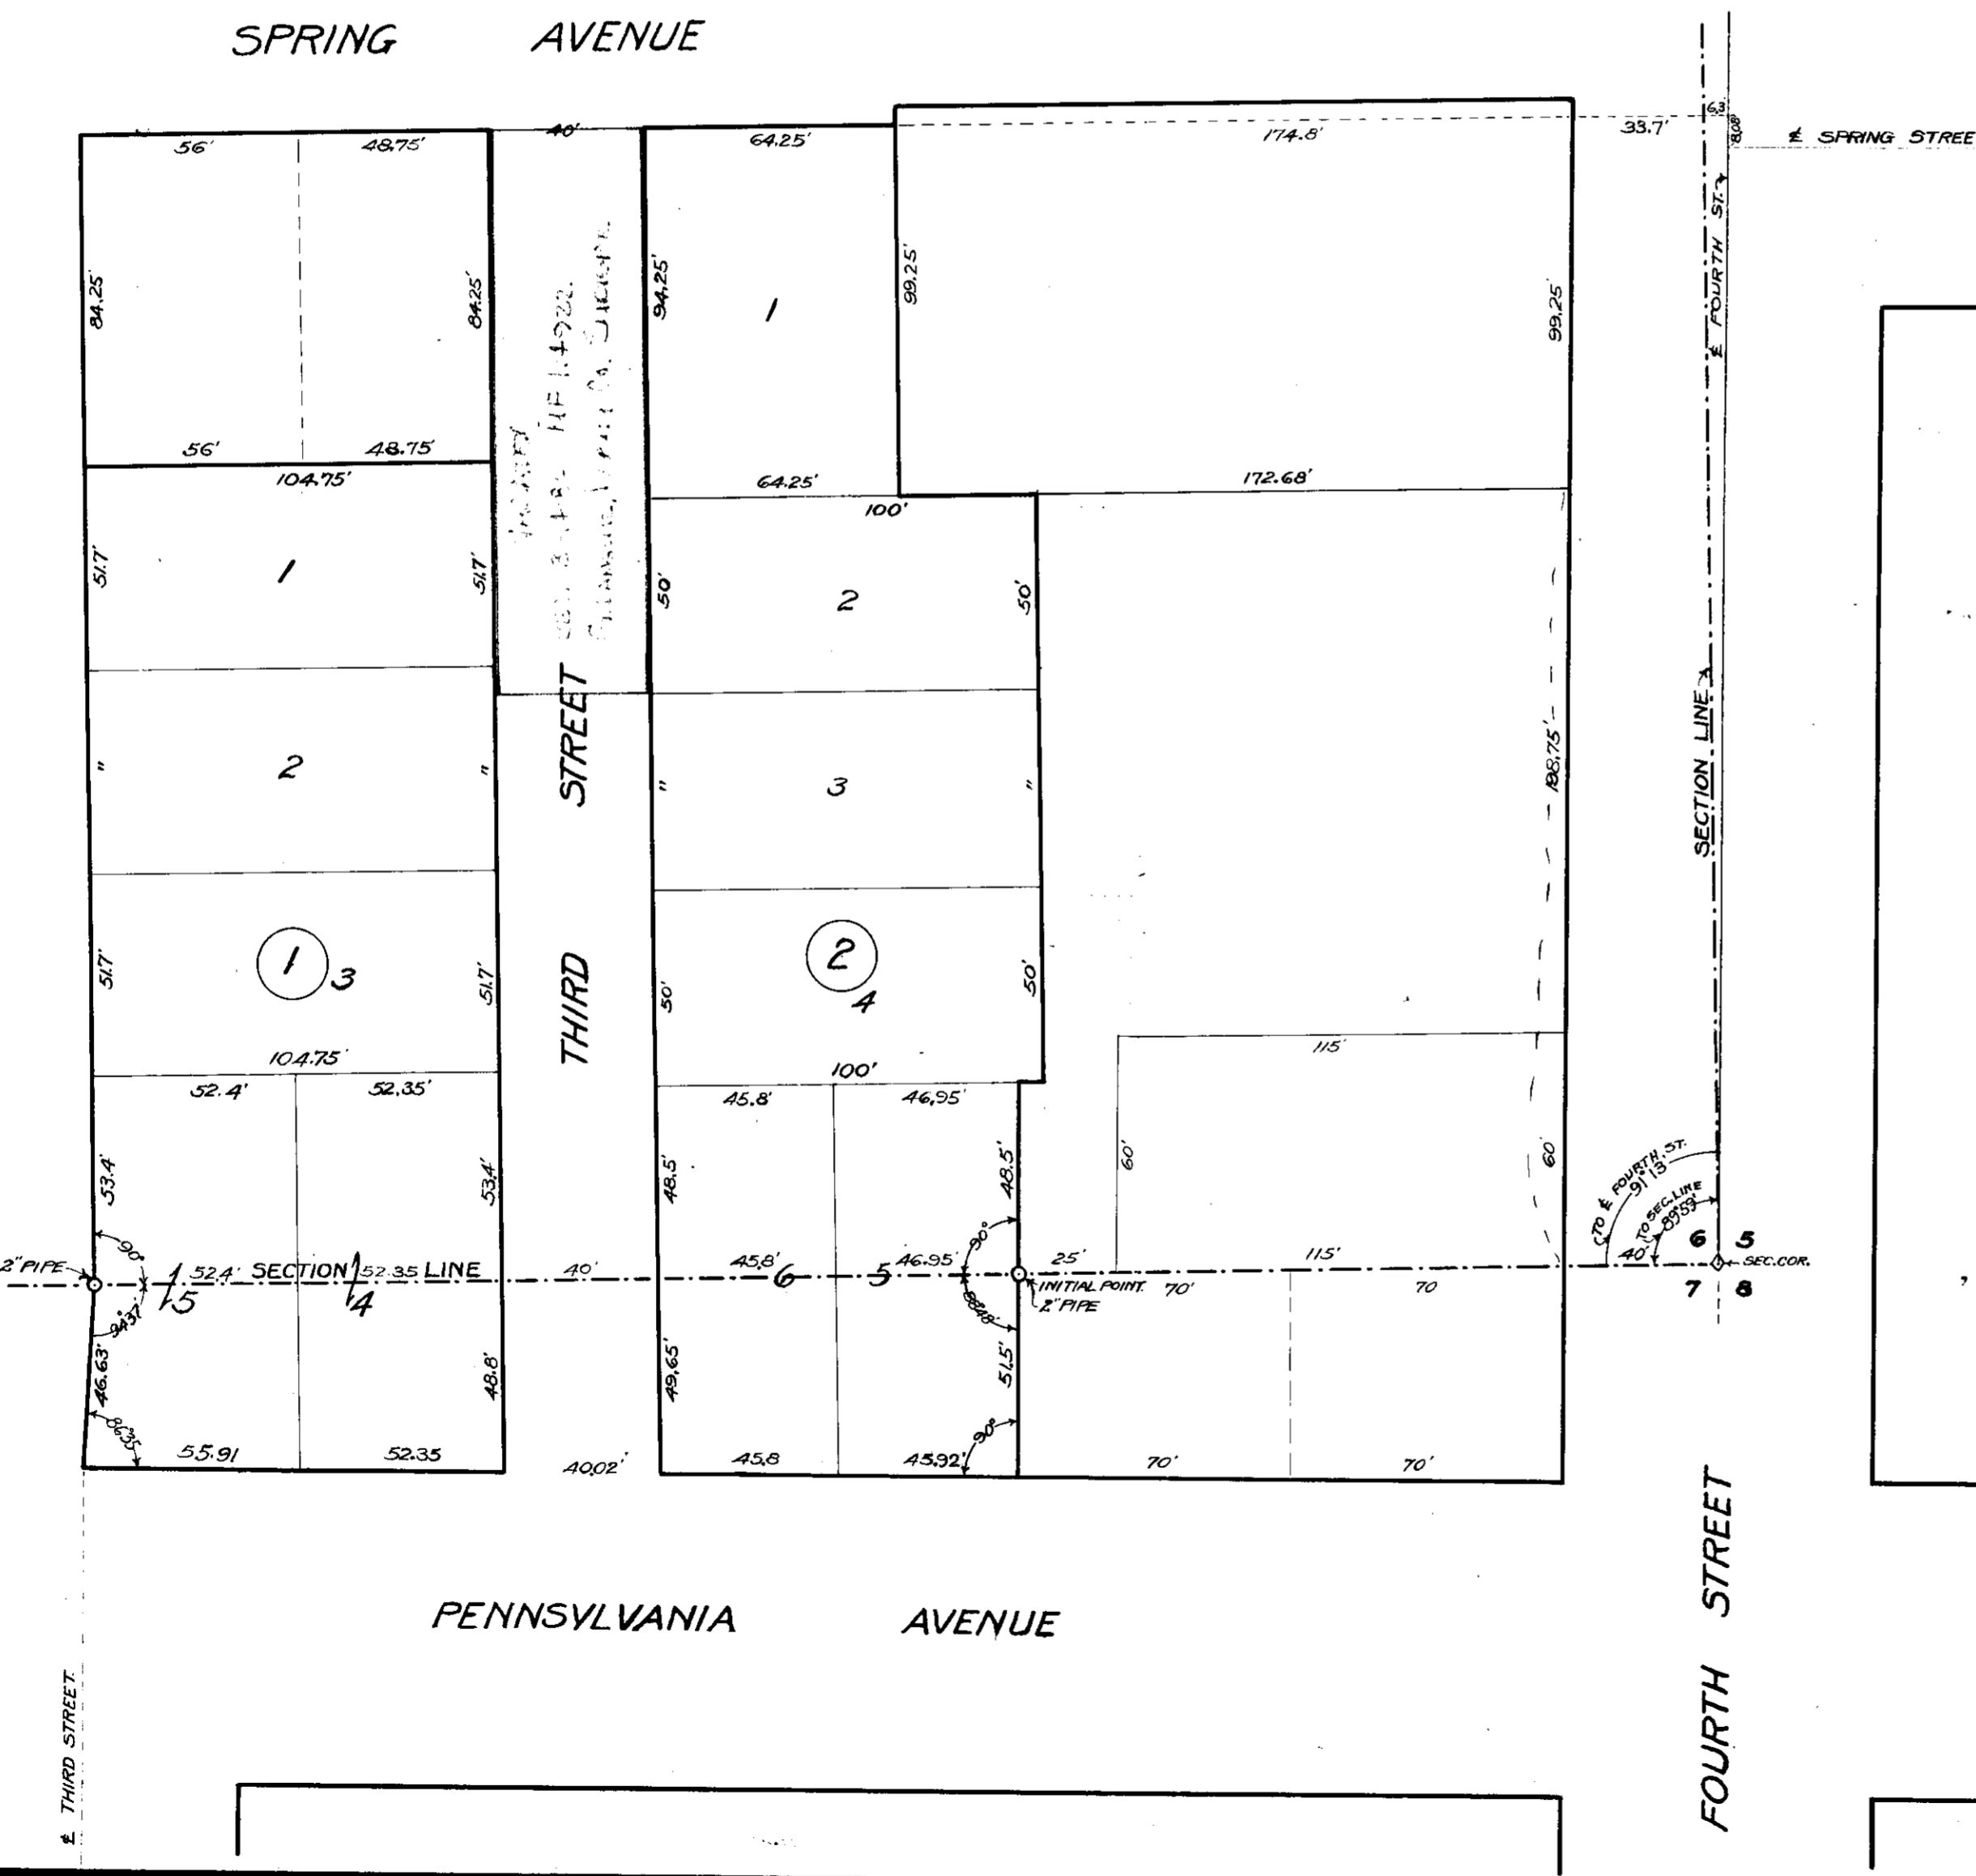 SPRING AVENUE
56' 48.75' 40' 64.25' 174.8' 33.7' 6.3
8.08'
℄ SPRING STREE
84.25' 84.25' 94.25' 1 99.25' 99.25'
℄ FOURTH ST.
56' 48.75'
104.75' 64.25' 172.68'
100'
51.7' 1 51.7' 50' 2 50'
" 2 " " 3 " 198.75'
SECTION LINE
THIRD STREET
51.7' 1 3 51.7' 50' 2 4 50'
104.75' 100' 115'
52.4' 52.35' 45.8' 46.95'
53.4' 53.4' 48.5' 48.5' 60' 60'
TO ℄ FOURTH ST.
91°13'
TO SEC. LINE
89°59'
90° 90°
6 5
2" PIPE 5 52.4' SECTION 4 52.35 LINE 40' 45.8' 6 5 46.95' 25' 115' 40' SEC. COR.
INITIAL POINT. 70' 70
2" PIPE
7 8
94°37' 88°48'
46.63' 48.8' 49.65' 51.5'
86°35' 90°
55.91 52.35 40.02' 45.8 45.92' 70' 70'
PENNSYLVANIA AVENUE
FOURTH STREET
℄ THIRD STREET